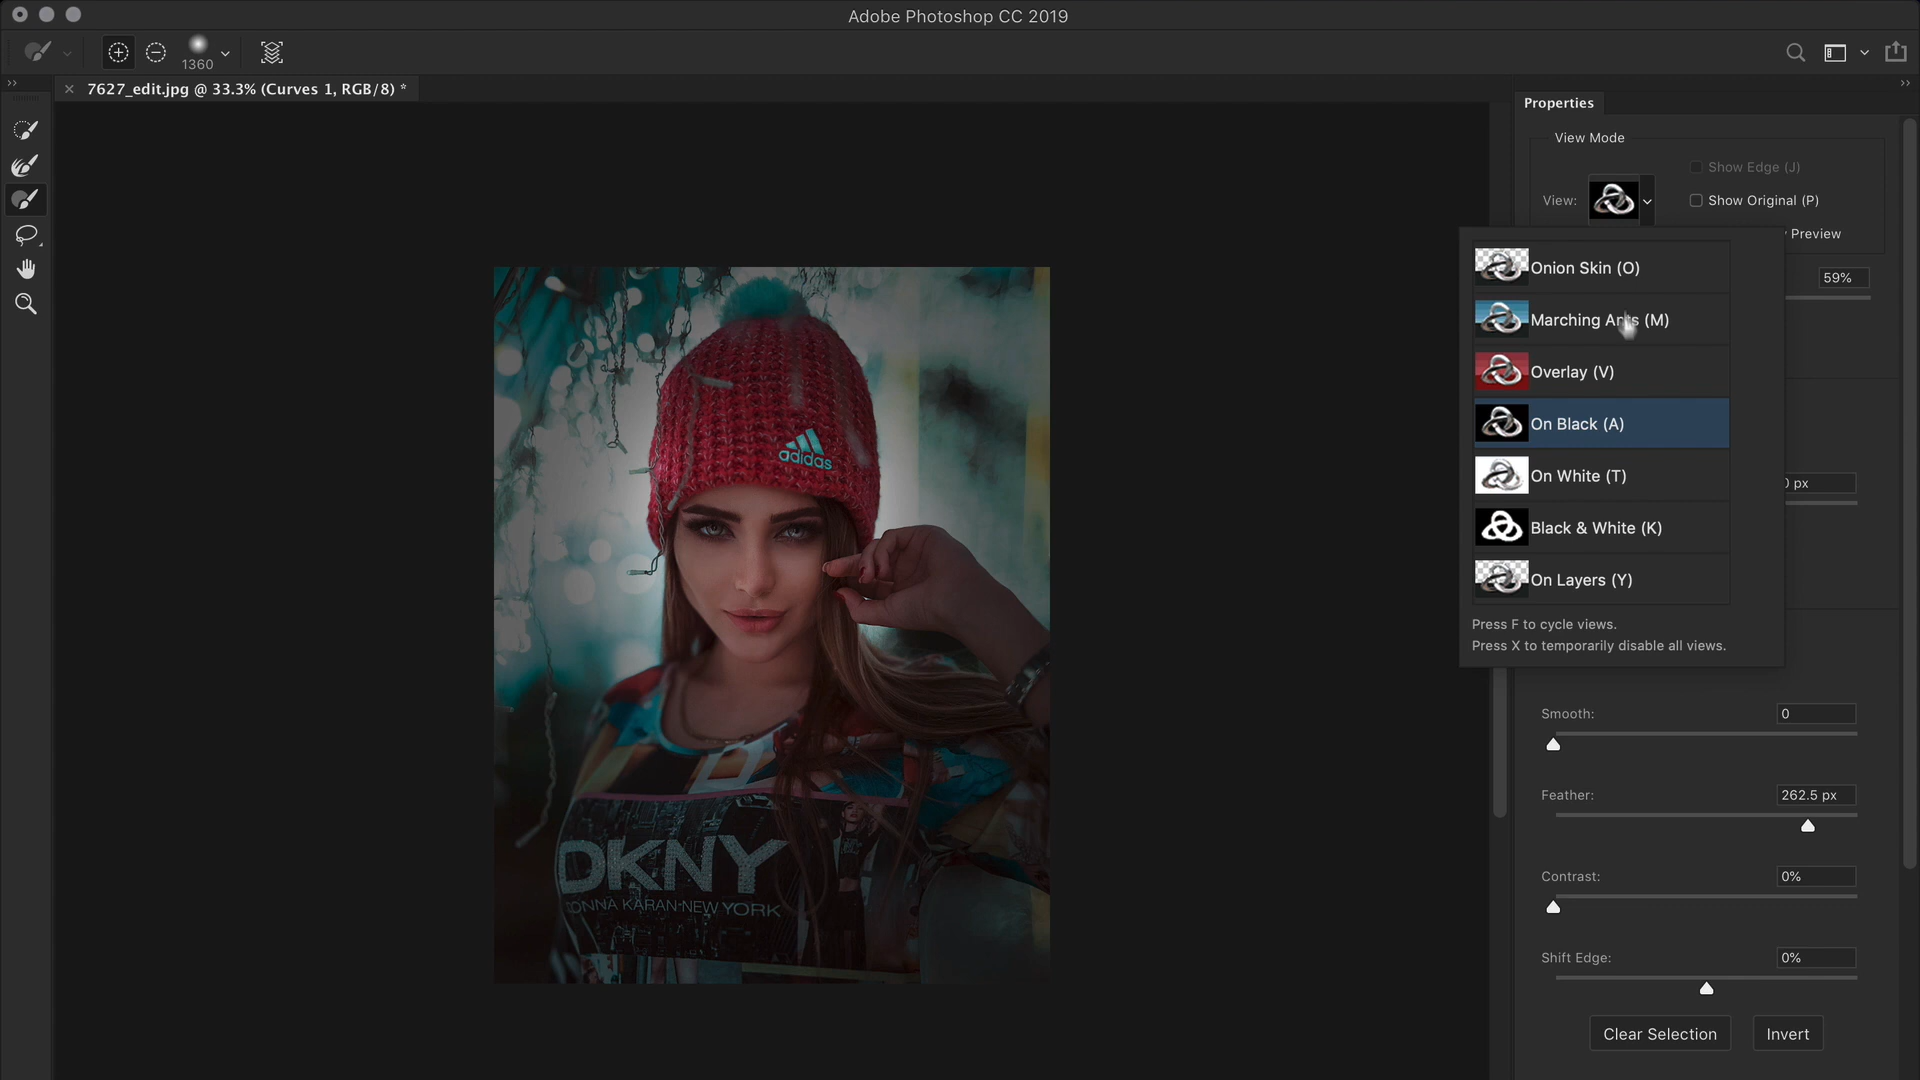 Adobe Photoshop CC 2019
1360
7627_edit.jpg @ 33.3% (Curves 1, RGB/8) *
Properties
View Mode
Show Edge (J)
View:
Show Original (P)
Preview
Onion Skin (O)
59%
Marching Ants (M)
Overlay (V)
On Black (A)
adidas
On White (T)
px
Black & White (K)
On Layers (Y)
Press F to cycle views.
Press X to temporarily disable all views.
Smooth:
0
Feather:
262.5 px
DKNY
DONNA KARAN NEW YORK
Contrast:
0%
Shift Edge:
0%
Clear Selection
Invert